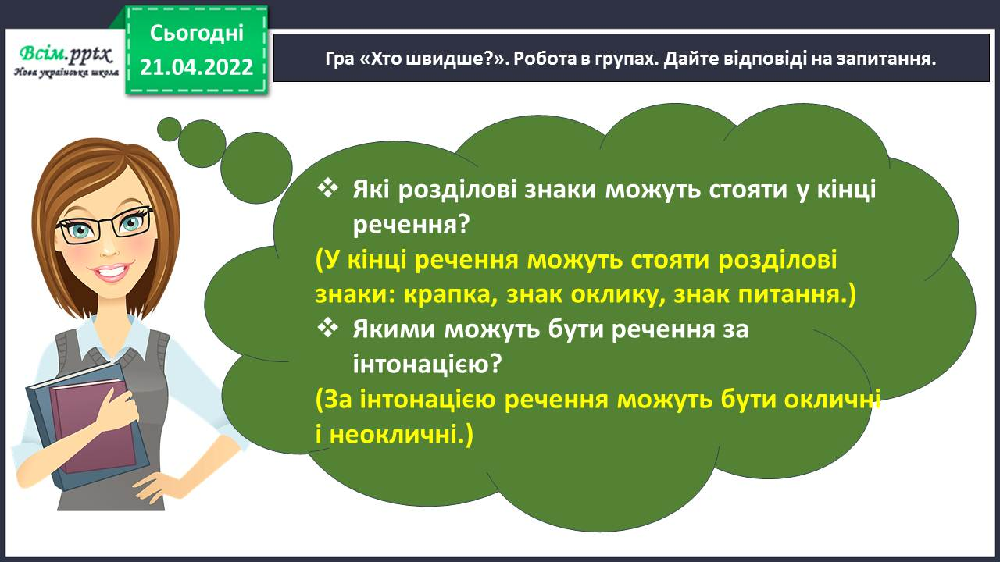 Сьогодні
21.04.2022
Всім.pptx
Нова українська школа
Гра «Хто швидше?». Робота в групах. Дайте відповіді на запитання.
❖ Які розділові знаки можуть стояти у кінці
речення?
(У кінці речення можуть стояти розділові
знаки: крапка, знак оклику, знак питання.)
❖ Якими можуть бути речення за
інтонацією?
(За інтонацією речення можуть бути окличні
і неокличні.)